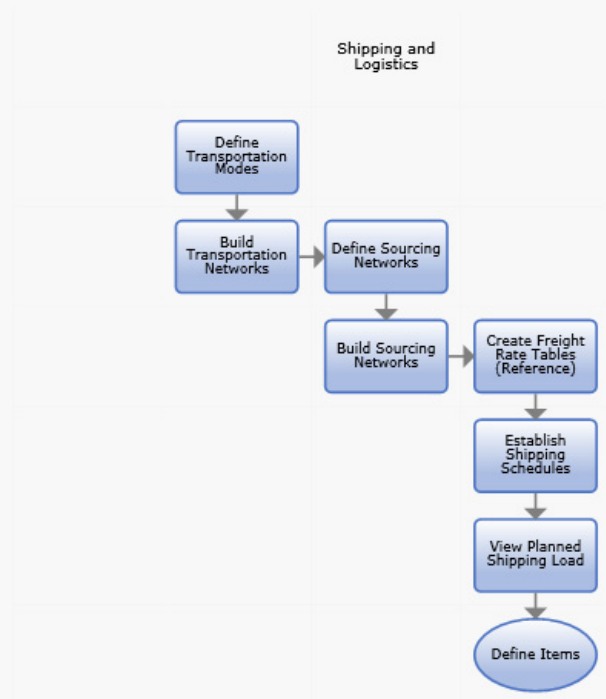 Shipping and
Logistics
Define
Transportation
Modes
Build
Transportation
Networks
Define Sourcing
Networks
Build Sourcing
Networks
Create Freight
Rate Tables
(Reference)
Establish
Shipping
Schedules
View Planned
Shipping Load
Define Items